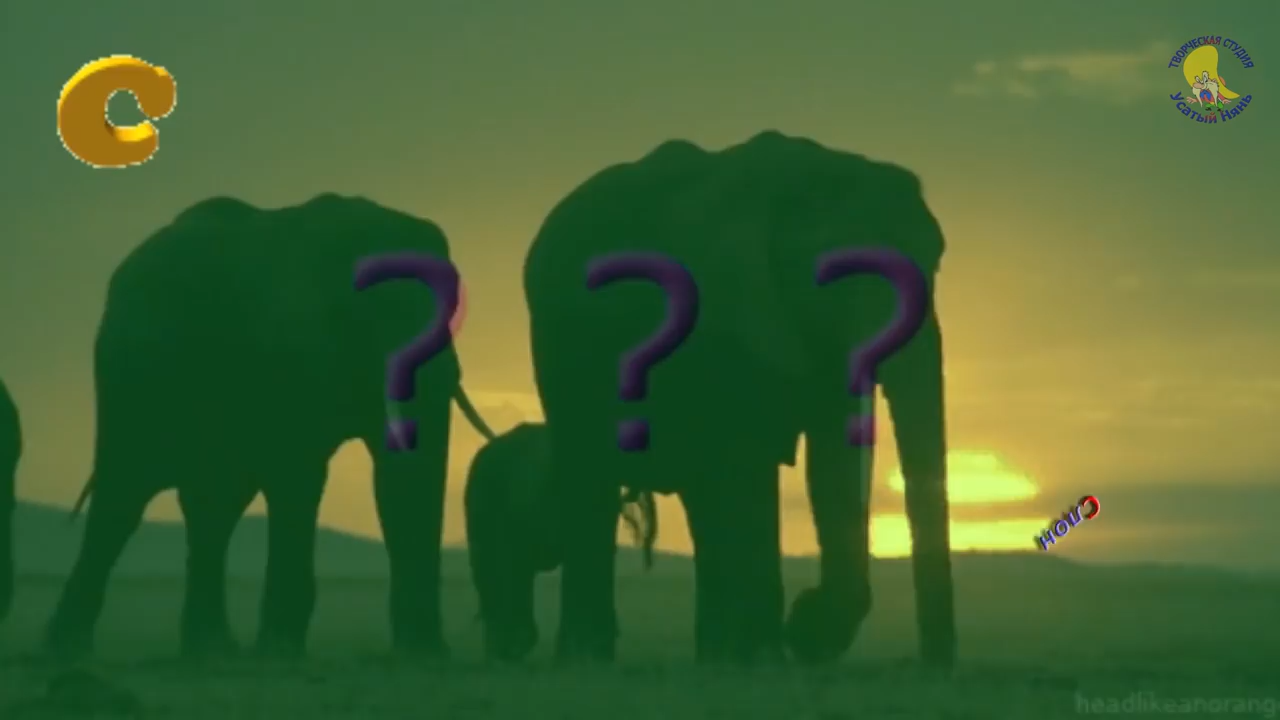 С
ТВОРЧЕСКАЯ СТУДИЯ
Усатый Нянь
? ? ?
слон
headlikeanorang